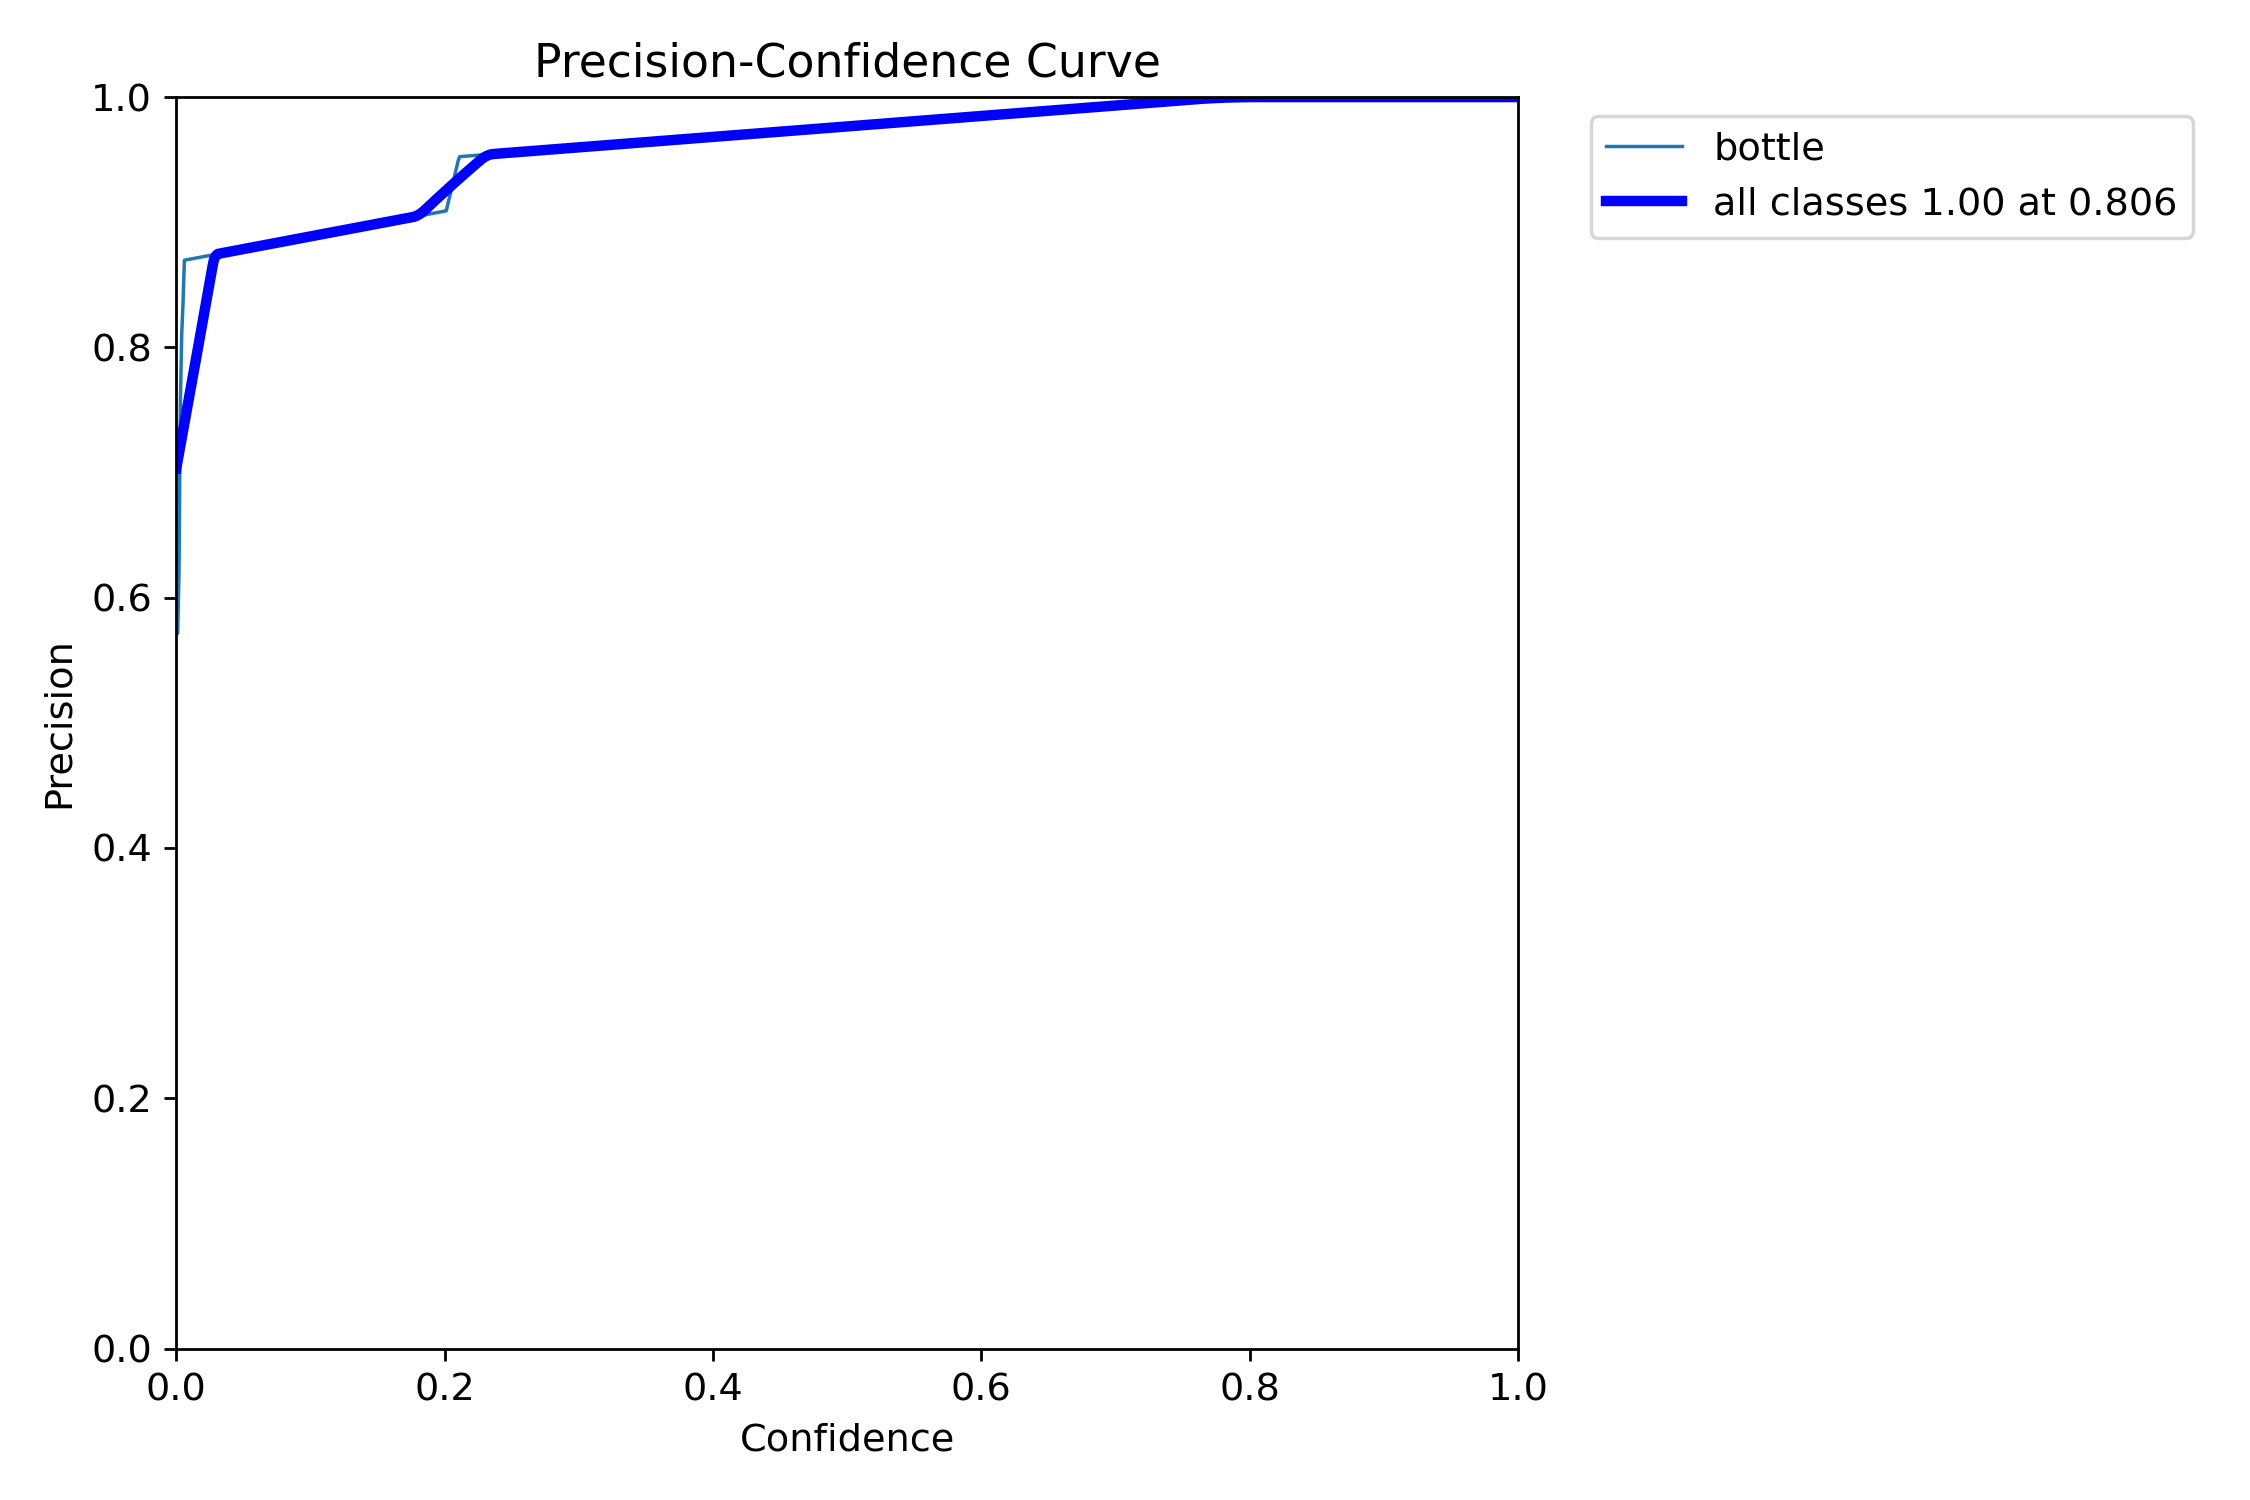 Precision-Confidence Curve
1.0
0.8
0.6
0.4
0.2
0.0
Precision
0.0 0.2 0.4 0.6 0.8 1.0
Confidence
bottle
all classes 1.00 at 0.806